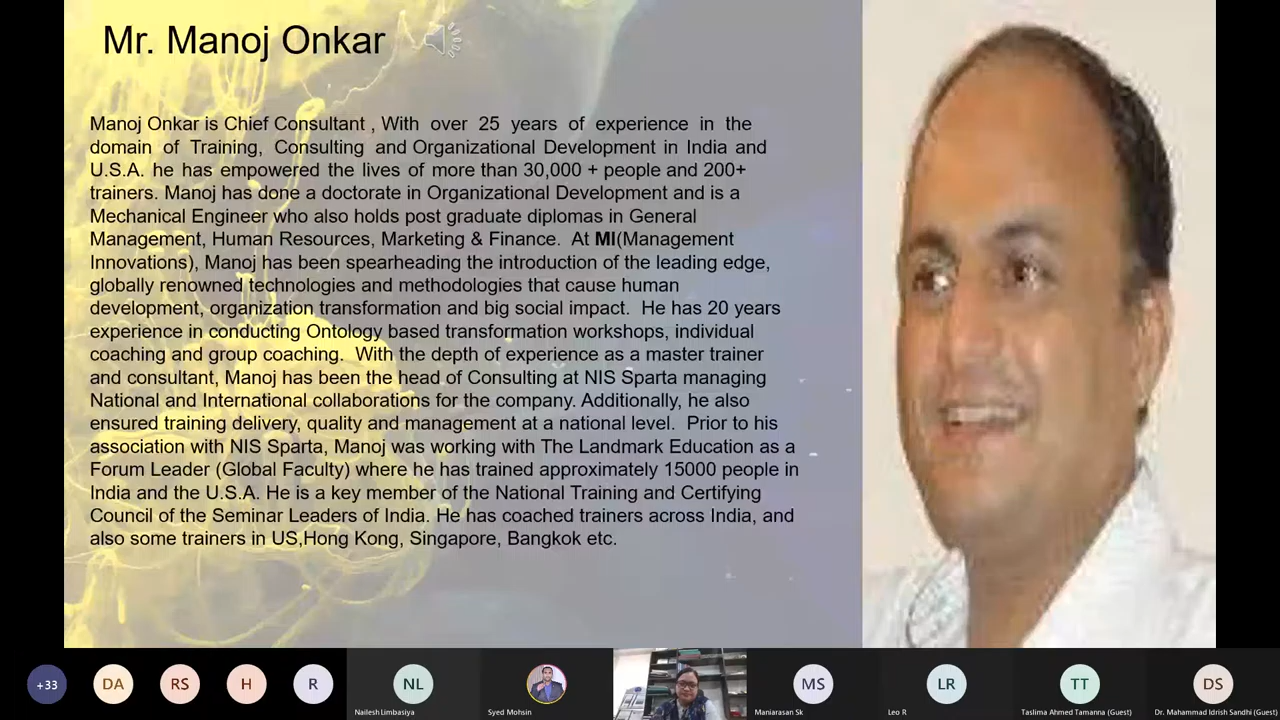 Mr. Manoj Onkar
Manoj Onkar is Chief Consultant , With over 25 years of experience in the
domain of Training, Consulting and Organizational Development in India and
U.S.A. he has empowered the lives of more than 30,000 + people and 200+
trainers. Manoj has done a doctorate in Organizational Development and is a
Mechanical Engineer who also holds post graduate diplomas in General
Management, Human Resources, Marketing & Finance. At MI(Management
Innovations), Manoj has been spearheading the introduction of the leading edge,
globally renowned technologies and methodologies that cause human
development, organization transformation and big social impact. He has 20 years
experience in conducting Ontology based transformation workshops, individual
coaching and group coaching. With the depth of experience as a master trainer
and consultant, Manoj has been the head of Consulting at NIS Sparta managing
National and International collaborations for the company. Additionally, he also
ensured training delivery, quality and management at a national level. Prior to his
association with NIS Sparta, Manoj was working with The Landmark Education as a
Forum Leader (Global Faculty) where he has trained approximately 15000 people in
India and the U.S.A. He is a key member of the National Training and Certifying
Council of the Seminar Leaders of India. He has coached trainers across India, and
also some trainers in US,Hong Kong, Singapore, Bangkok etc.
+33 DA RS H R NL MS LR TT DS
Nailesh Limbasiya Syed Mohsin Maniarasan Sk Leo R Taslima Ahmed Tamanna (Guest) Dr. Mahammad Idrish Sandhi (Guest)